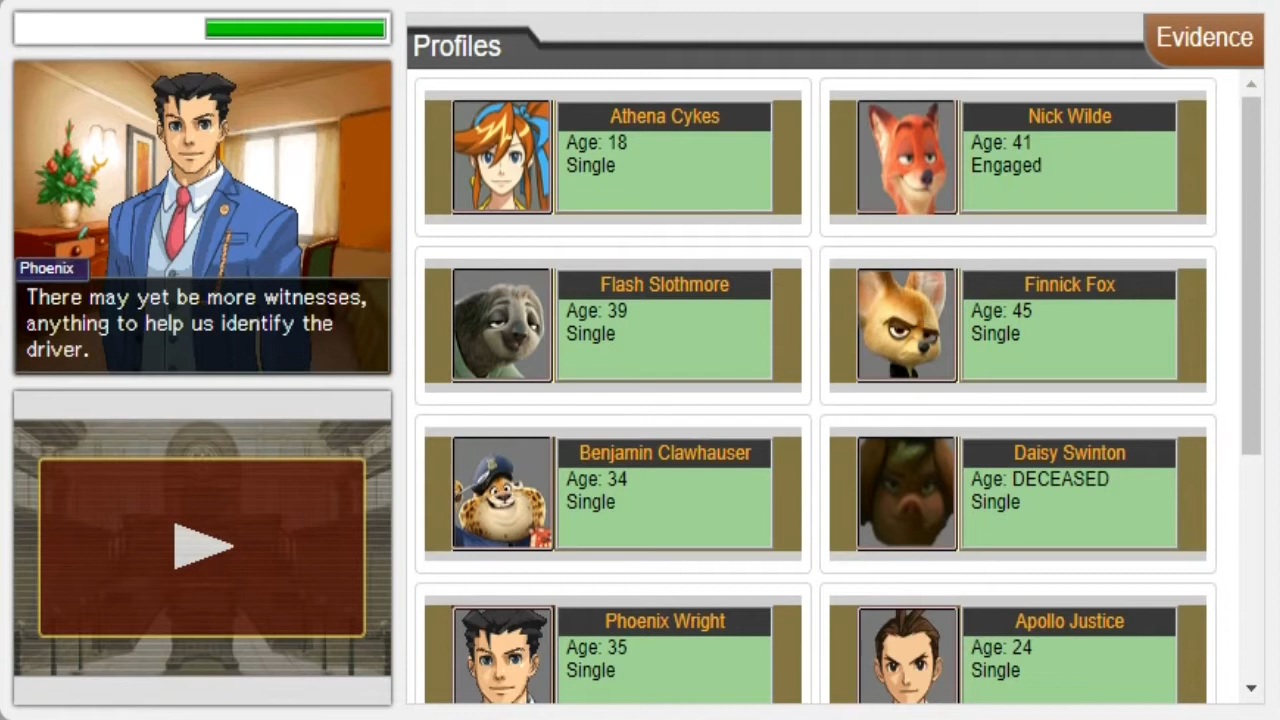 Profiles
Evidence
Phoenix
There may yet be more witnesses,
anything to help us identify the
driver.
Athena Cykes
Age: 18
Single
Nick Wilde
Age: 41
Engaged
Flash Slothmore
Age: 39
Single
Finnick Fox
Age: 45
Single
Benjamin Clawhauser
Age: 34
Single
Daisy Swinton
Age: DECEASED
Single
Phoenix Wright
Age: 35
Single
Apollo Justice
Age: 24
Single